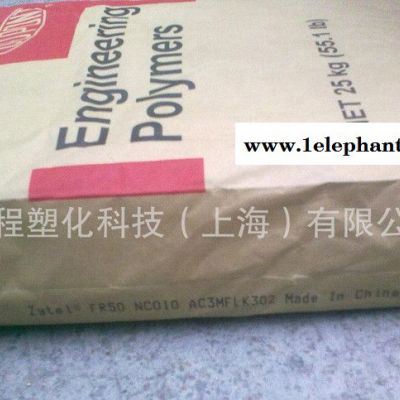 DUPONT
Engineering
Polymers
NET 25 kg (55.1 lb)
www.1elephant
程塑化科技（上海）有限公
Zytel® FR50 NC010 AC3MFLK302 Made In China